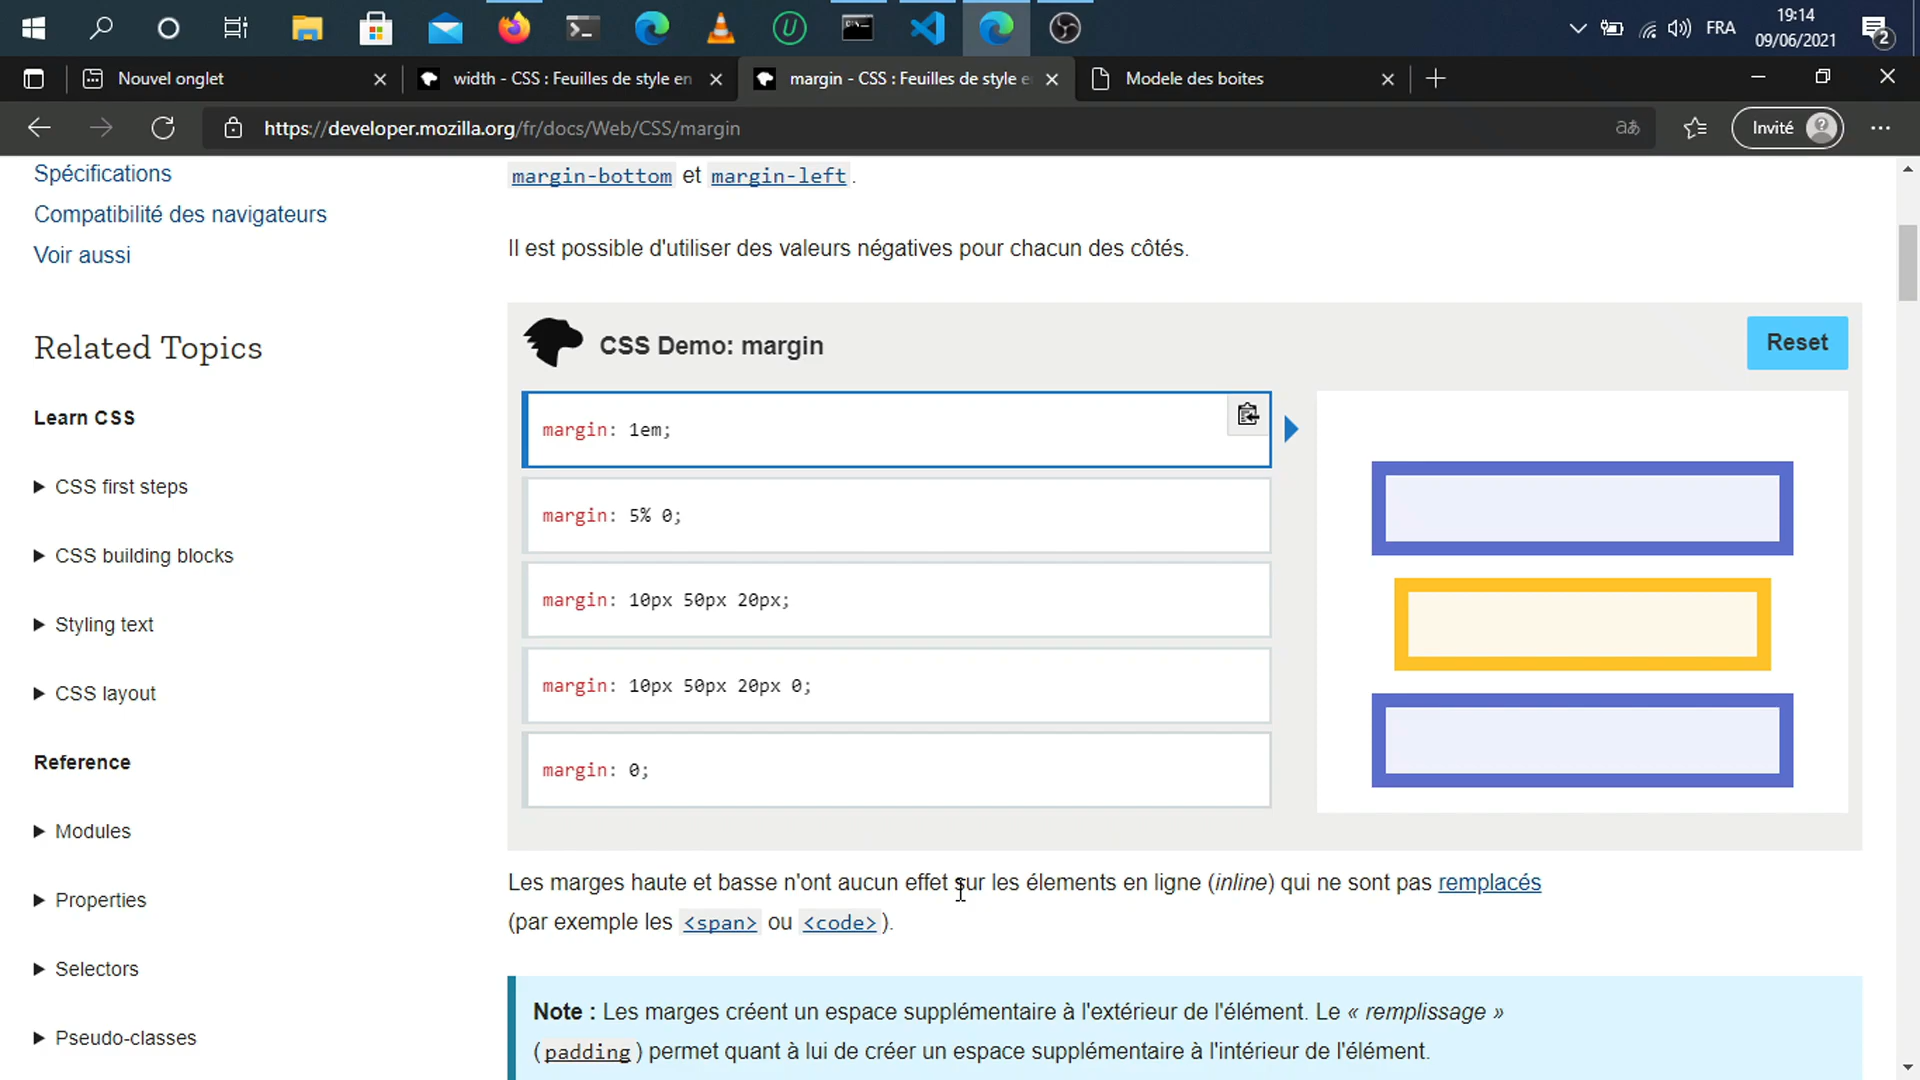 FRA
19:14
09/06/2021
2
Nouvel onglet
width - CSS : Feuilles de style en
margin - CSS : Feuilles de style e
Modele des boites
https://developer.mozilla.org/fr/docs/Web/CSS/margin
aあ
Invité
Spécifications
Compatibilité des navigateurs
Voir aussi
Related Topics
Learn CSS
CSS first steps
CSS building blocks
Styling text
CSS layout
Reference
Modules
Properties
Selectors
Pseudo-classes
margin-bottom et margin-left.
Il est possible d'utiliser des valeurs négatives pour chacun des côtés.
CSS Demo: margin
Reset
margin: 1em;
margin: 5% 0;
margin: 10px 50px 20px;
margin: 10px 50px 20px 0;
margin: 0;
Les marges haute et basse n'ont aucun effet sur les élements en ligne (inline) qui ne sont pas remplacés
(par exemple les <span> ou <code>).
Note : Les marges créent un espace supplémentaire à l'extérieur de l'élément. Le « remplissage »
(padding) permet quant à lui de créer un espace supplémentaire à l'intérieur de l'élément.